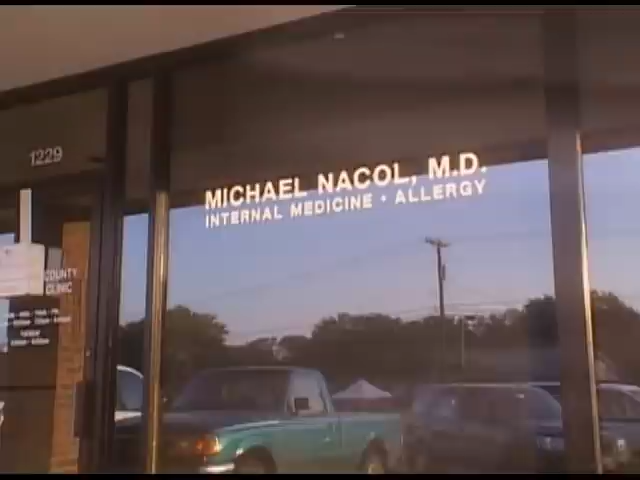 1229
MICHAEL NACOL, M.D.
INTERNAL MEDICINE • ALLERGY
COUNTY
CLINIC